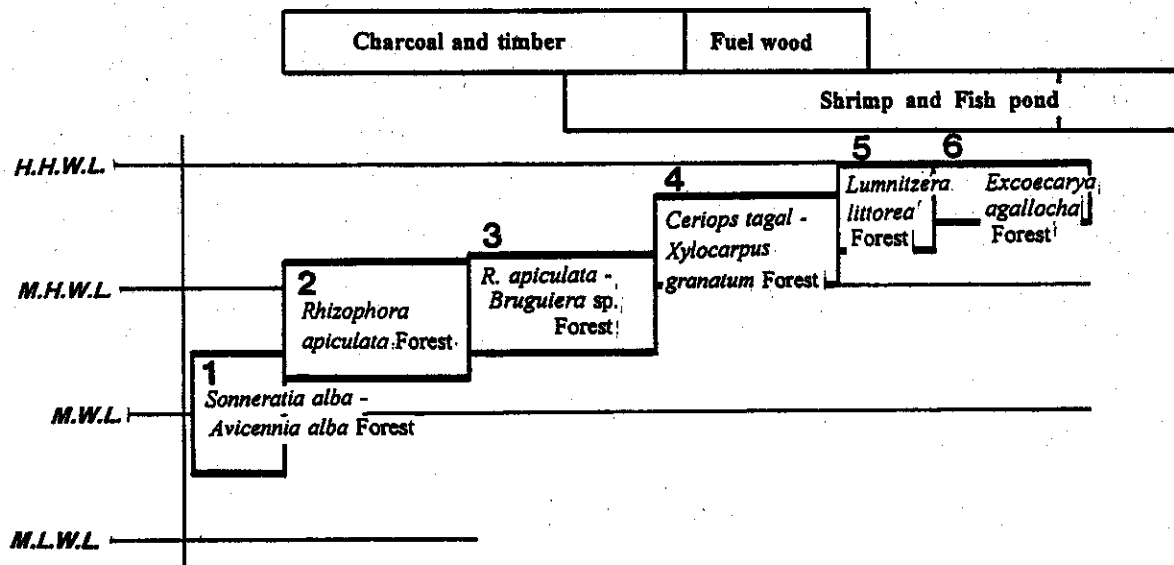 Charcoal and timber
Fuel wood
Shrimp and Fish pond
H.H.W.L.
5
6
Lumnitzera
littorea
Forest
Excoecarya
agallocha
Forest
4
Ceriops tagal -
Xylocarpus
granatum Forest
3
R. apiculata -
Bruguiera sp.
Forest
M.H.W.L.
2
Rhizophora
apiculata Forest
1
Sonneratia alba -
Avicennia alba Forest
M.W.L.
M.L.W.L.